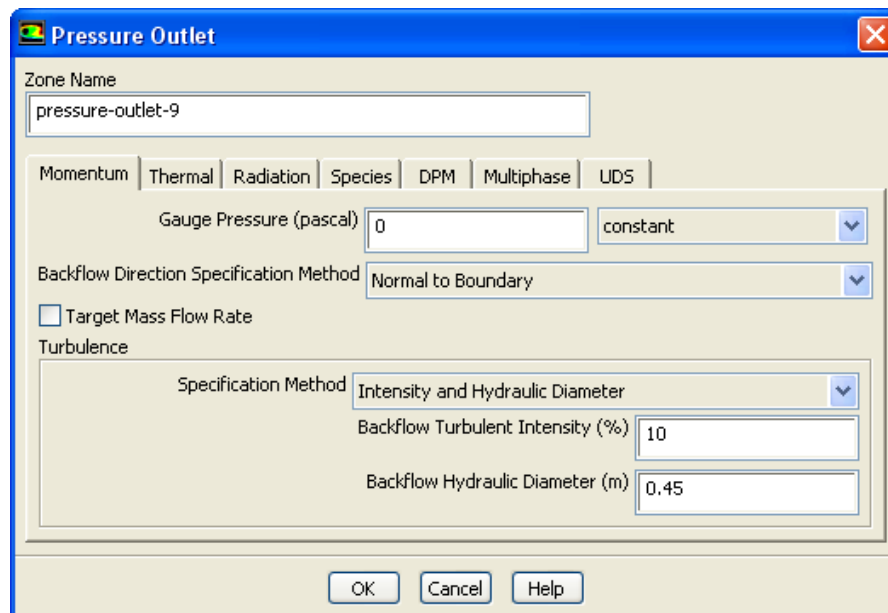 Pressure Outlet
Zone Name
pressure-outlet-9
Momentum Thermal Radiation Species DPM Multiphase UDS
Gauge Pressure (pascal) 0 constant
Backflow Direction Specification Method Normal to Boundary
Target Mass Flow Rate
Turbulence
Specification Method Intensity and Hydraulic Diameter
Backflow Turbulent Intensity (%) 10
Backflow Hydraulic Diameter (m) 0.45
OK Cancel Help